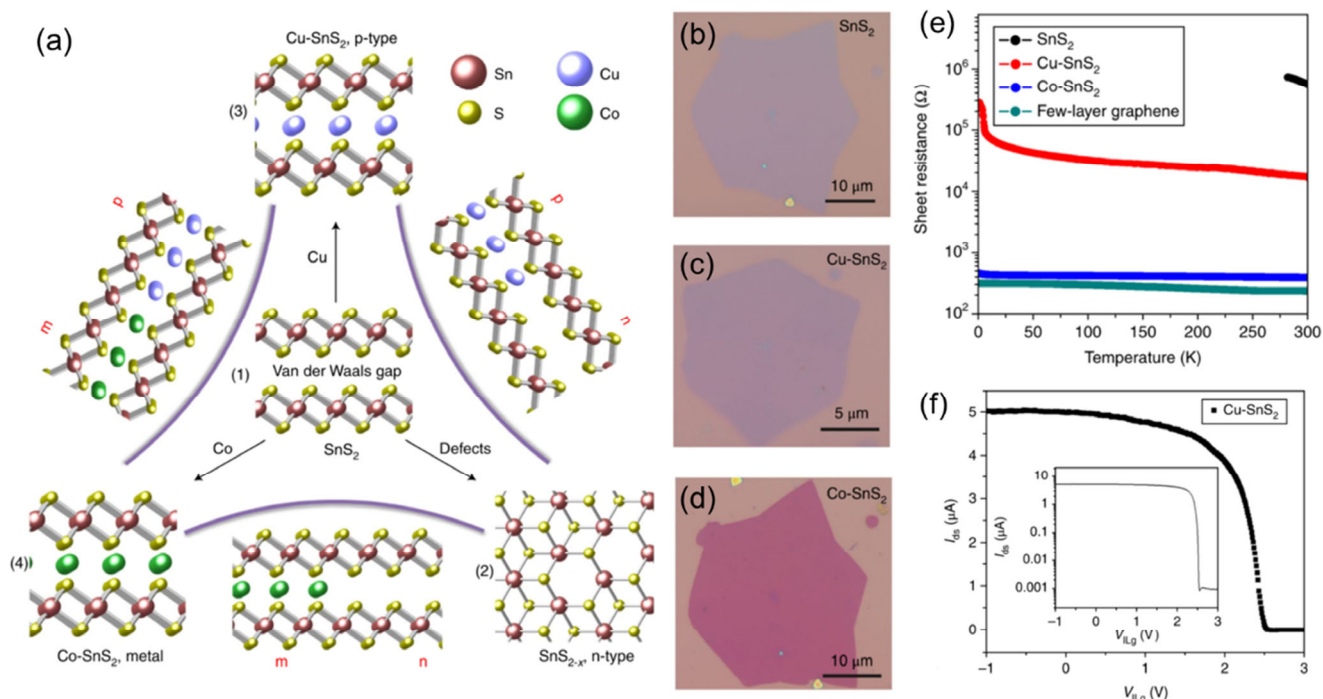 (a)
Cu-SnS2, p-type
Sn
Cu
S
Co
(3)
p
m
p
n
Cu
(1)
Van der Waals gap
Co
SnS2
Defects
(4)
(2)
Co-SnS2, metal
m
n
SnS2-x, n-type
(b)
SnS2
10 μm
(c)
Cu-SnS2
5 μm
(d)
Co-SnS2
10 μm
(e)
Sheet resistance (Ω)
10^7
10^6
10^5
10^4
10^3
10^2
SnS2
Cu-SnS2
Co-SnS2
Few-layer graphene
0 50 100 150 200 250 300
Temperature (K)
(f)
Ids (μA)
5
4
3
2
1
0
Cu-SnS2
Ids (μA)
10
5
1
0.1
0.01
0.001
-1 0 1 2 3
VILg (V)
-1 0 1 2 3
VILg (V)